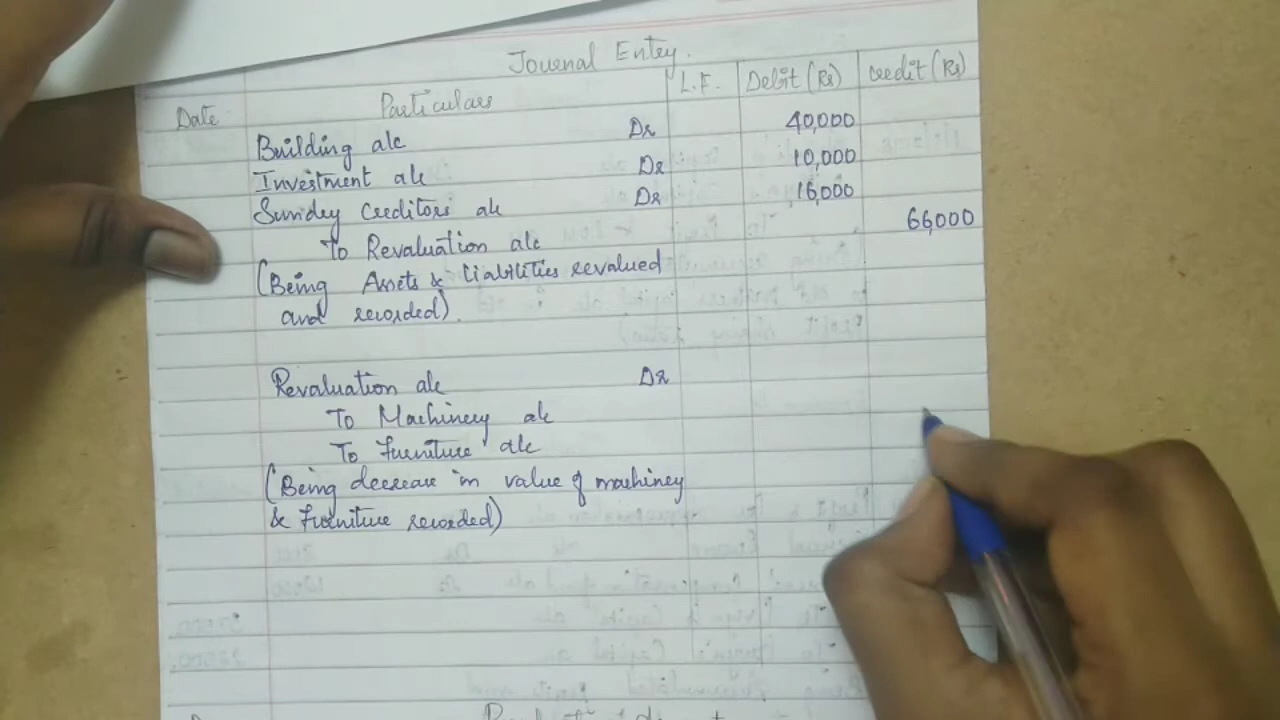 Journal Entry.
Date Particulars L.F. Debit (Rs) Credit (Rs)
Building a/c Dr 40,000
Investment a/c Dr 10,000
Sundry Creditors a/c Dr 16,000
To Revaluation a/c 66,000
(Being Assets & liabilities revalued
and recorded).
Revaluation a/c Dr
To Machinery a/c
To Furniture a/c
(Being decrease in value of machinery
& furniture recorded)